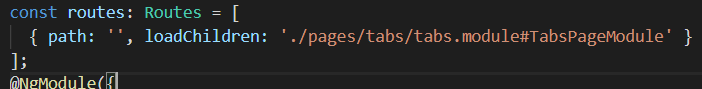 const routes: Routes = [
{ path: '', loadChildren: './pages/tabs/tabs.module#TabsPageModule' }
];
@NgModule({